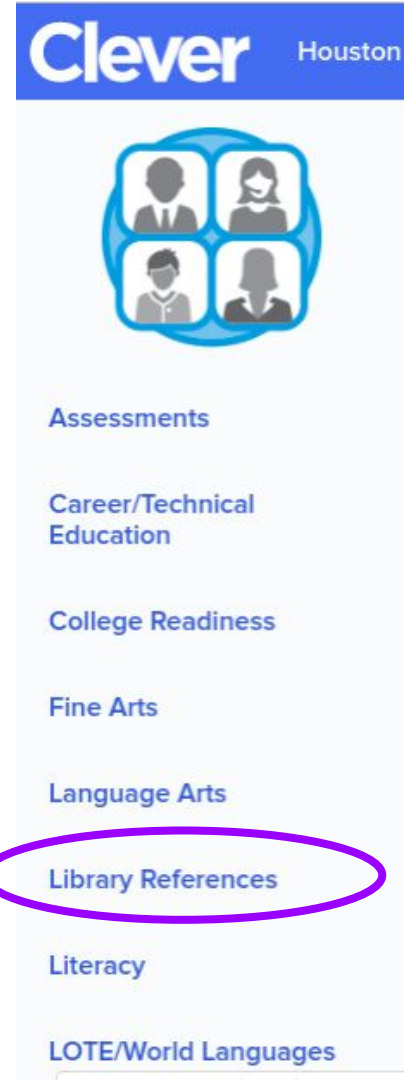 Clever Houston
Assessments
Career/Technical
Education
College Readiness
Fine Arts
Language Arts
Library References
Literacy
LOTE/World Languages